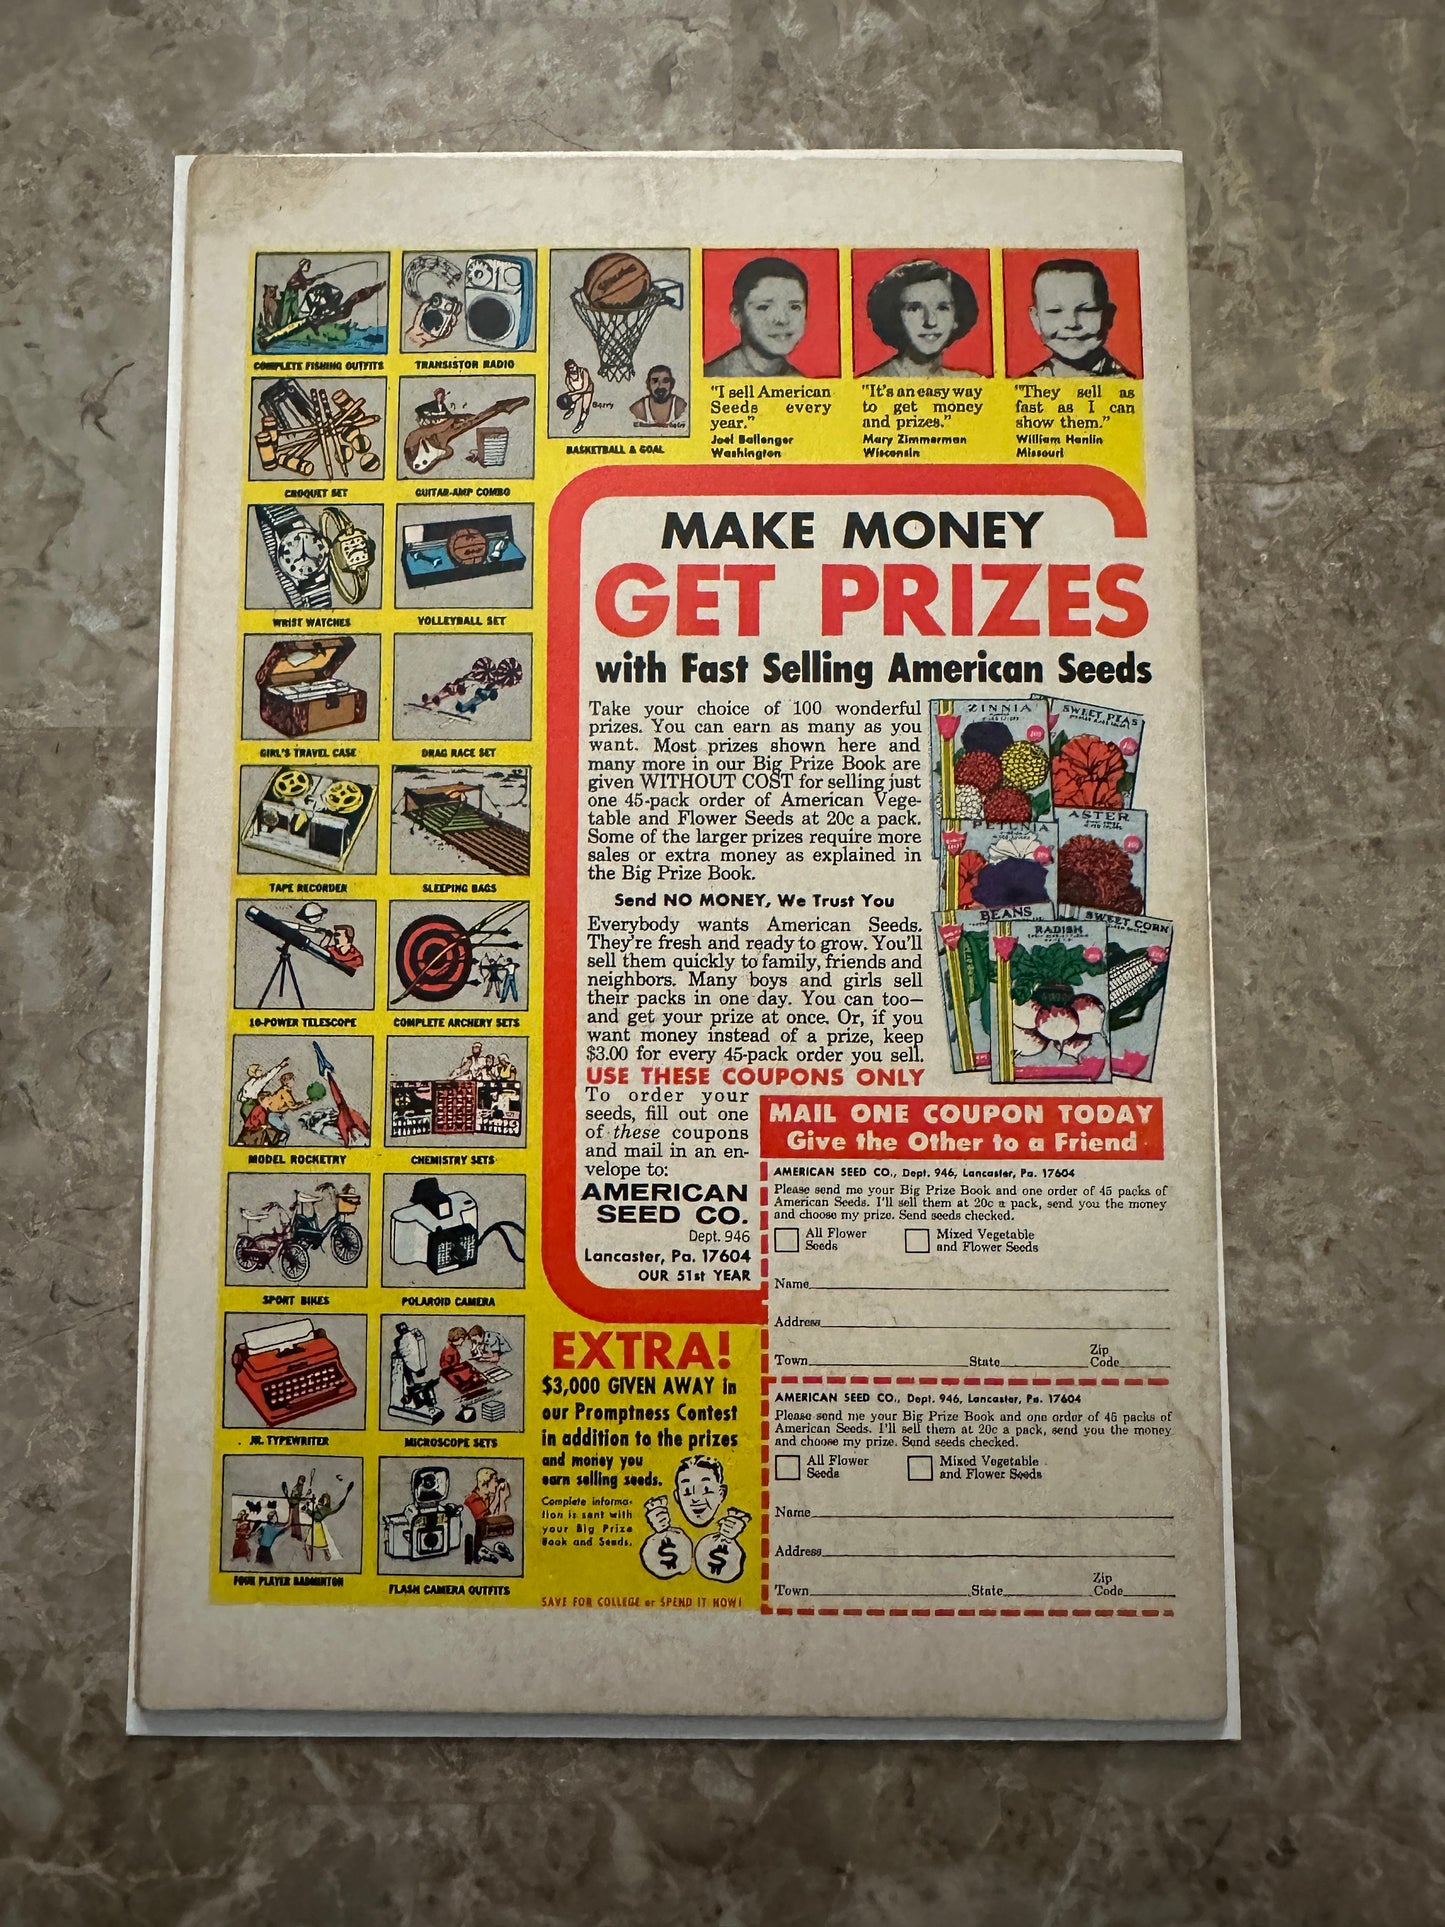 COMPLETE FISHING OUTFITS
TRANSISTOR RADIO
Barry
BASKETBALL & GOAL
CROQUET SET
GUITAR-AMP COMBO
WRIST WATCHES
VOLLEYBALL SET
GIRL'S TRAVEL CASE
DRAG RACE SET
TAPE RECORDER
SLEEPING BAGS
10-POWER TELESCOPE
COMPLETE ARCHERY SETS
MODEL ROCKETRY
CHEMISTRY SETS
SPORT BIKES
POLAROID CAMERA
JR. TYPEWRITER
MICROSCOPE SETS
FOUR PLAYER BADMINTON
FLASH CAMERA OUTFITS
"I sell American
Seeds every
year."
Joel Ballenger
Washington
"It's an easy way
to get money
and prizes."
Mary Zimmerman
Wisconsin
"They sell as
fast as I can
show them."
William Hanlin
Missouri
MAKE MONEY
GET PRIZES
with Fast Selling American Seeds
Take your choice of 100 wonderful
prizes. You can earn as many as you
want. Most prizes shown here and
many more in our Big Prize Book are
given WITHOUT COST for selling just
one 45-pack order of American Vege-
table and Flower Seeds at 20c a pack.
Some of the larger prizes require more
sales or extra money as explained in
the Big Prize Book.
Send NO MONEY, We Trust You
Everybody wants American Seeds.
They're fresh and ready to grow. You'll
sell them quickly to family, friends and
neighbors. Many boys and girls sell
their packs in one day. You can too—
and get your prize at once. Or, if you
want money instead of a prize, keep
$3.00 for every 45-pack order you sell.
USE THESE COUPONS ONLY
To order your
seeds, fill out one
of these coupons
and mail in an en-
velope to:
AMERICAN
SEED CO.
Dept. 946
Lancaster, Pa. 17604
OUR 51st YEAR
ZINNIA
SWEET PEAS
PETUNIA
ASTER
BEANS
RADISH
SWEET CORN
EXTRA!
$3,000 GIVEN AWAY in
our Promptness Contest
in addition to the prizes
and money you
earn selling seeds.
Complete informa-
tion is sent with
your Big Prize
Book and Seeds.
$ $
SAVE FOR COLLEGE or SPEND IT NOW!
MAIL ONE COUPON TODAY
Give the Other to a Friend
AMERICAN SEED CO., Dept. 946, Lancaster, Pa. 17604
Please send me your Big Prize Book and one order of 45 packs of
American Seeds. I'll sell them at 20c a pack, send you the money
and choose my prize. Send seeds checked.
All Flower
Seeds
Mixed Vegetable
and Flower Seeds
Name
Address
Town State Zip Code
AMERICAN SEED CO., Dept. 946, Lancaster, Pa. 17604
Please send me your Big Prize Book and one order of 45 packs of
American Seeds. I'll sell them at 20c a pack, send you the money
and choose my prize. Send seeds checked.
All Flower
Seeds
Mixed Vegetable
and Flower Seeds
Name
Address
Town State Zip Code